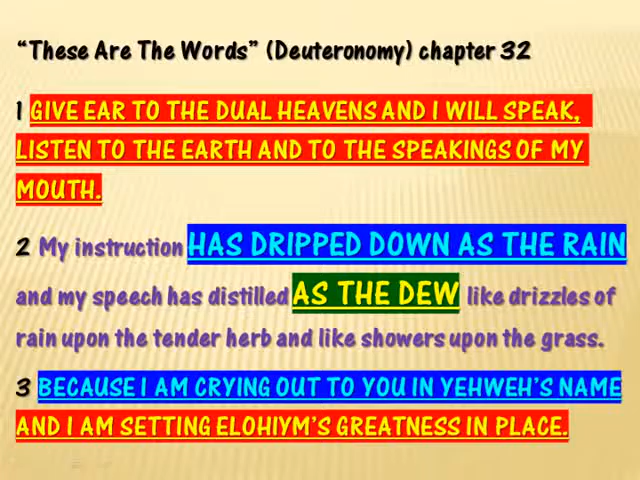 “These Are The Words” (Deuteronomy) chapter 32
1 GIVE EAR TO THE DUAL HEAVENS AND I WILL SPEAK,
LISTEN TO THE EARTH AND TO THE SPEAKINGS OF MY
MOUTH.
2 My instruction HAS DRIPPED DOWN AS THE RAIN
and my speech has distilled AS THE DEW like drizzles of
rain upon the tender herb and like showers upon the grass.
3 BECAUSE I AM CRYING OUT TO YOU IN YEHWEH’S NAME
AND I AM SETTING ELOHIYM’S GREATNESS IN PLACE.